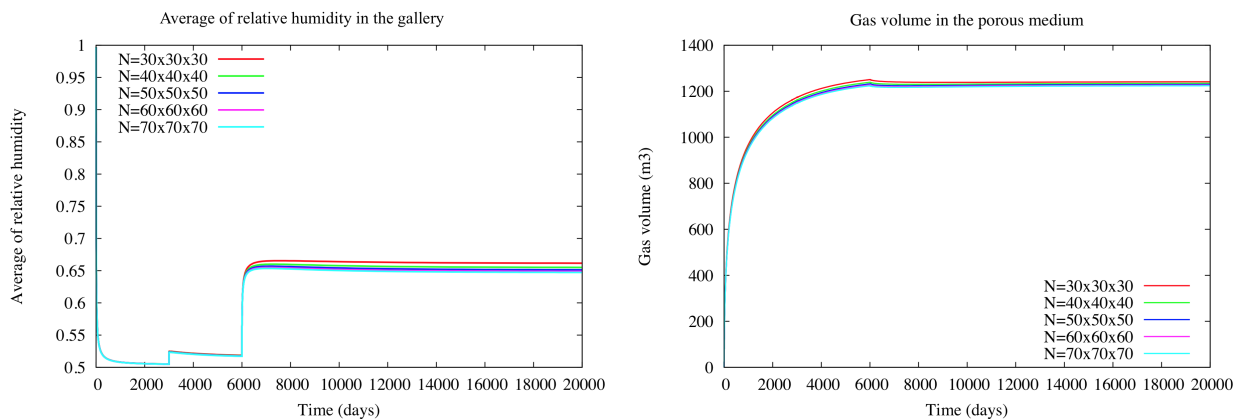 Average of relative humidity in the gallery
Average of relative humidity
1
0.95
0.9
0.85
0.8
0.75
0.7
0.65
0.6
0.55
0.5
N=30x30x30
N=40x40x40
N=50x50x50
N=60x60x60
N=70x70x70
0 2000 4000 6000 8000 10000 12000 14000 16000 18000 20000
Time (days)
Gas volume in the porous medium
Gas volume (m3)
1400
1200
1000
800
600
400
200
0
N=30x30x30
N=40x40x40
N=50x50x50
N=60x60x60
N=70x70x70
0 2000 4000 6000 8000 10000 12000 14000 16000 18000 20000
Time (days)